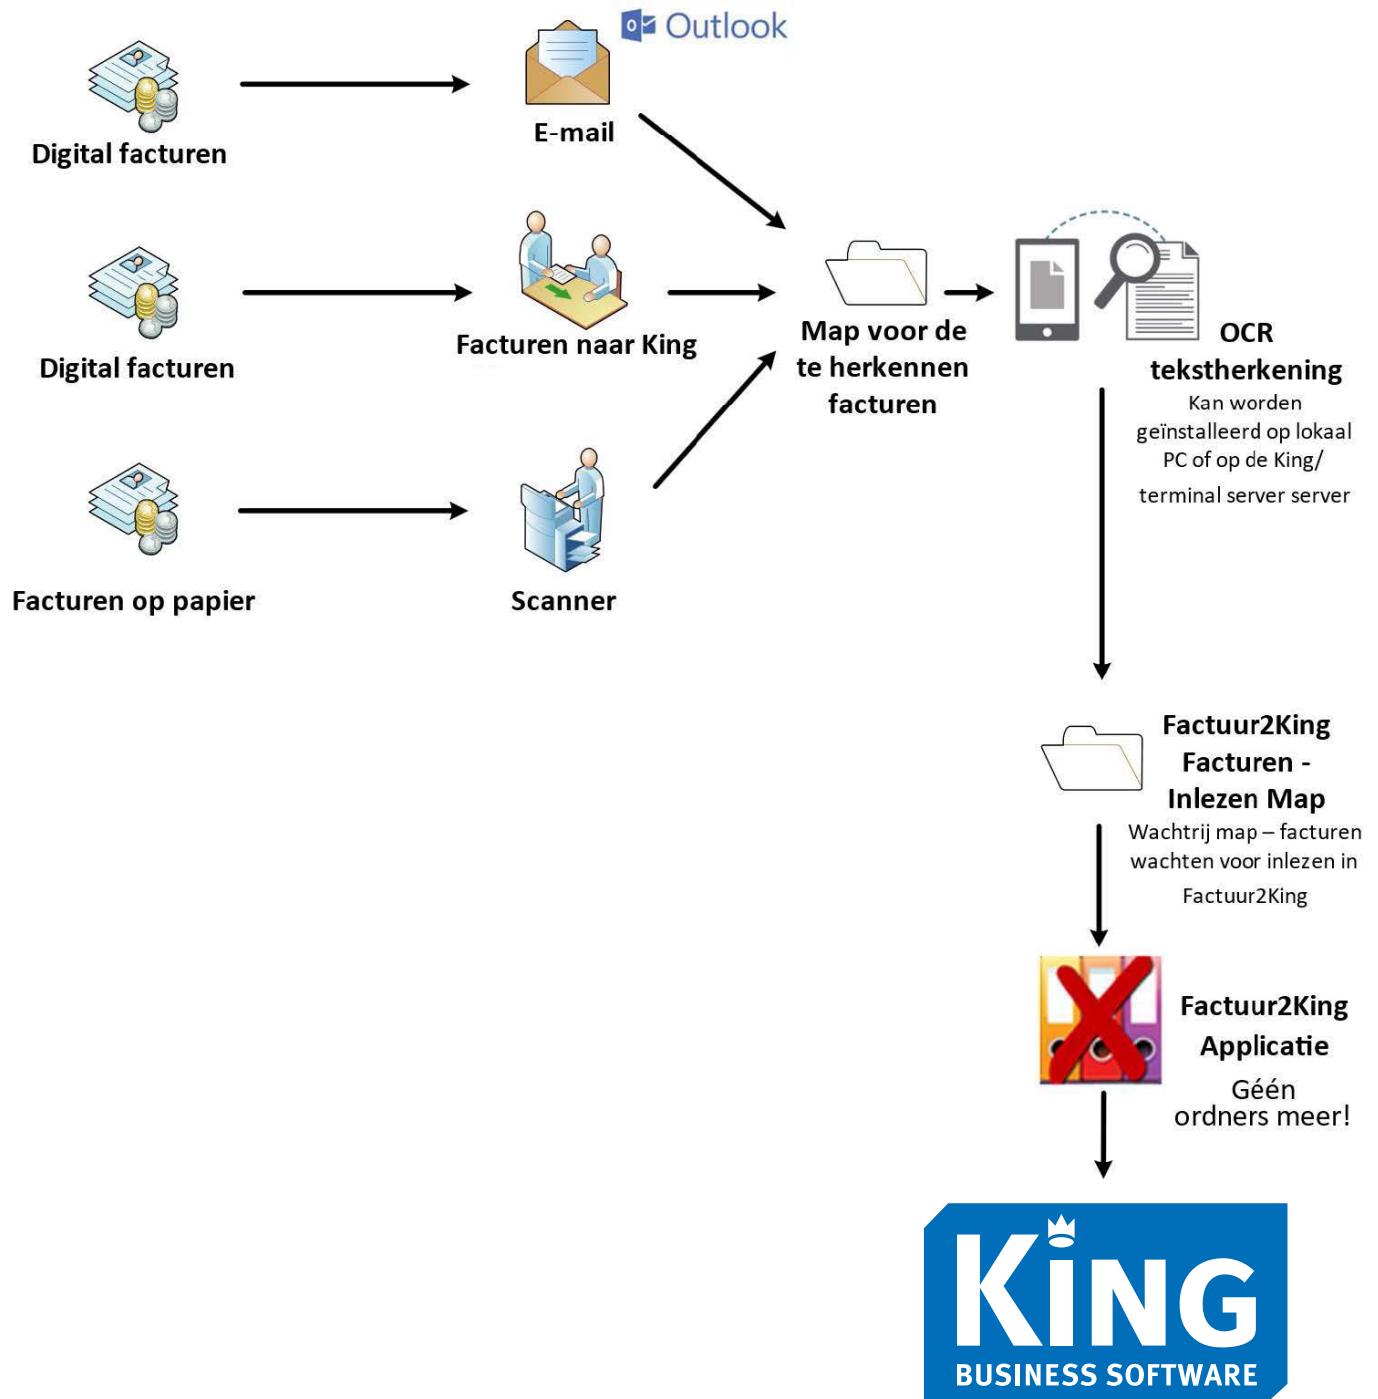 Outlook
E-mail
Digital facturen
Facturen naar King
Digital facturen
Map voor de
te herkennen
facturen
OCR
tekstherkening
Kan worden
geïnstalleerd op lokaal
PC of op de King/
terminal server server
Facturen op papier
Scanner
Factuur2King
Facturen -
Inlezen Map
Wachtrij map – facturen
wachten voor inlezen in
Factuur2King
Factuur2King
Applicatie
Géén
ordners meer!
KING
BUSINESS SOFTWARE